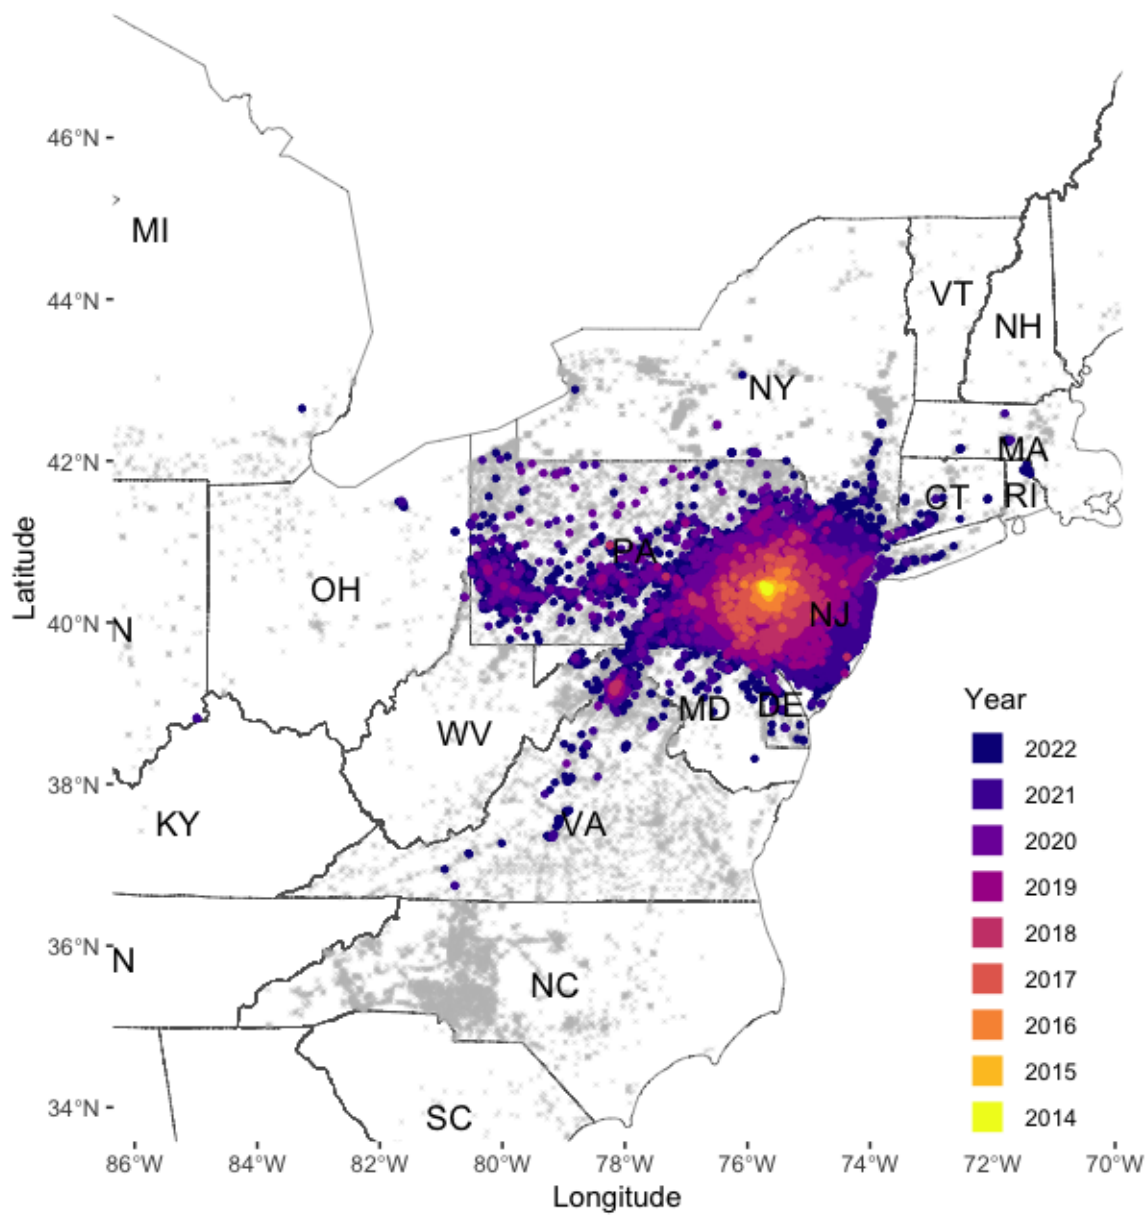 46°N
MI
44°N
VT
NH
NY
42°N
MA
CT
RI
PA
OH
NJ
40°N
N
Latitude
WV
MD
DE
38°N
KY
VA
36°N
N
NC
34°N
SC
Year
2022
2021
2020
2019
2018
2017
2016
2015
2014
86°W 84°W 82°W 80°W 78°W 76°W 74°W 72°W 70°W
Longitude